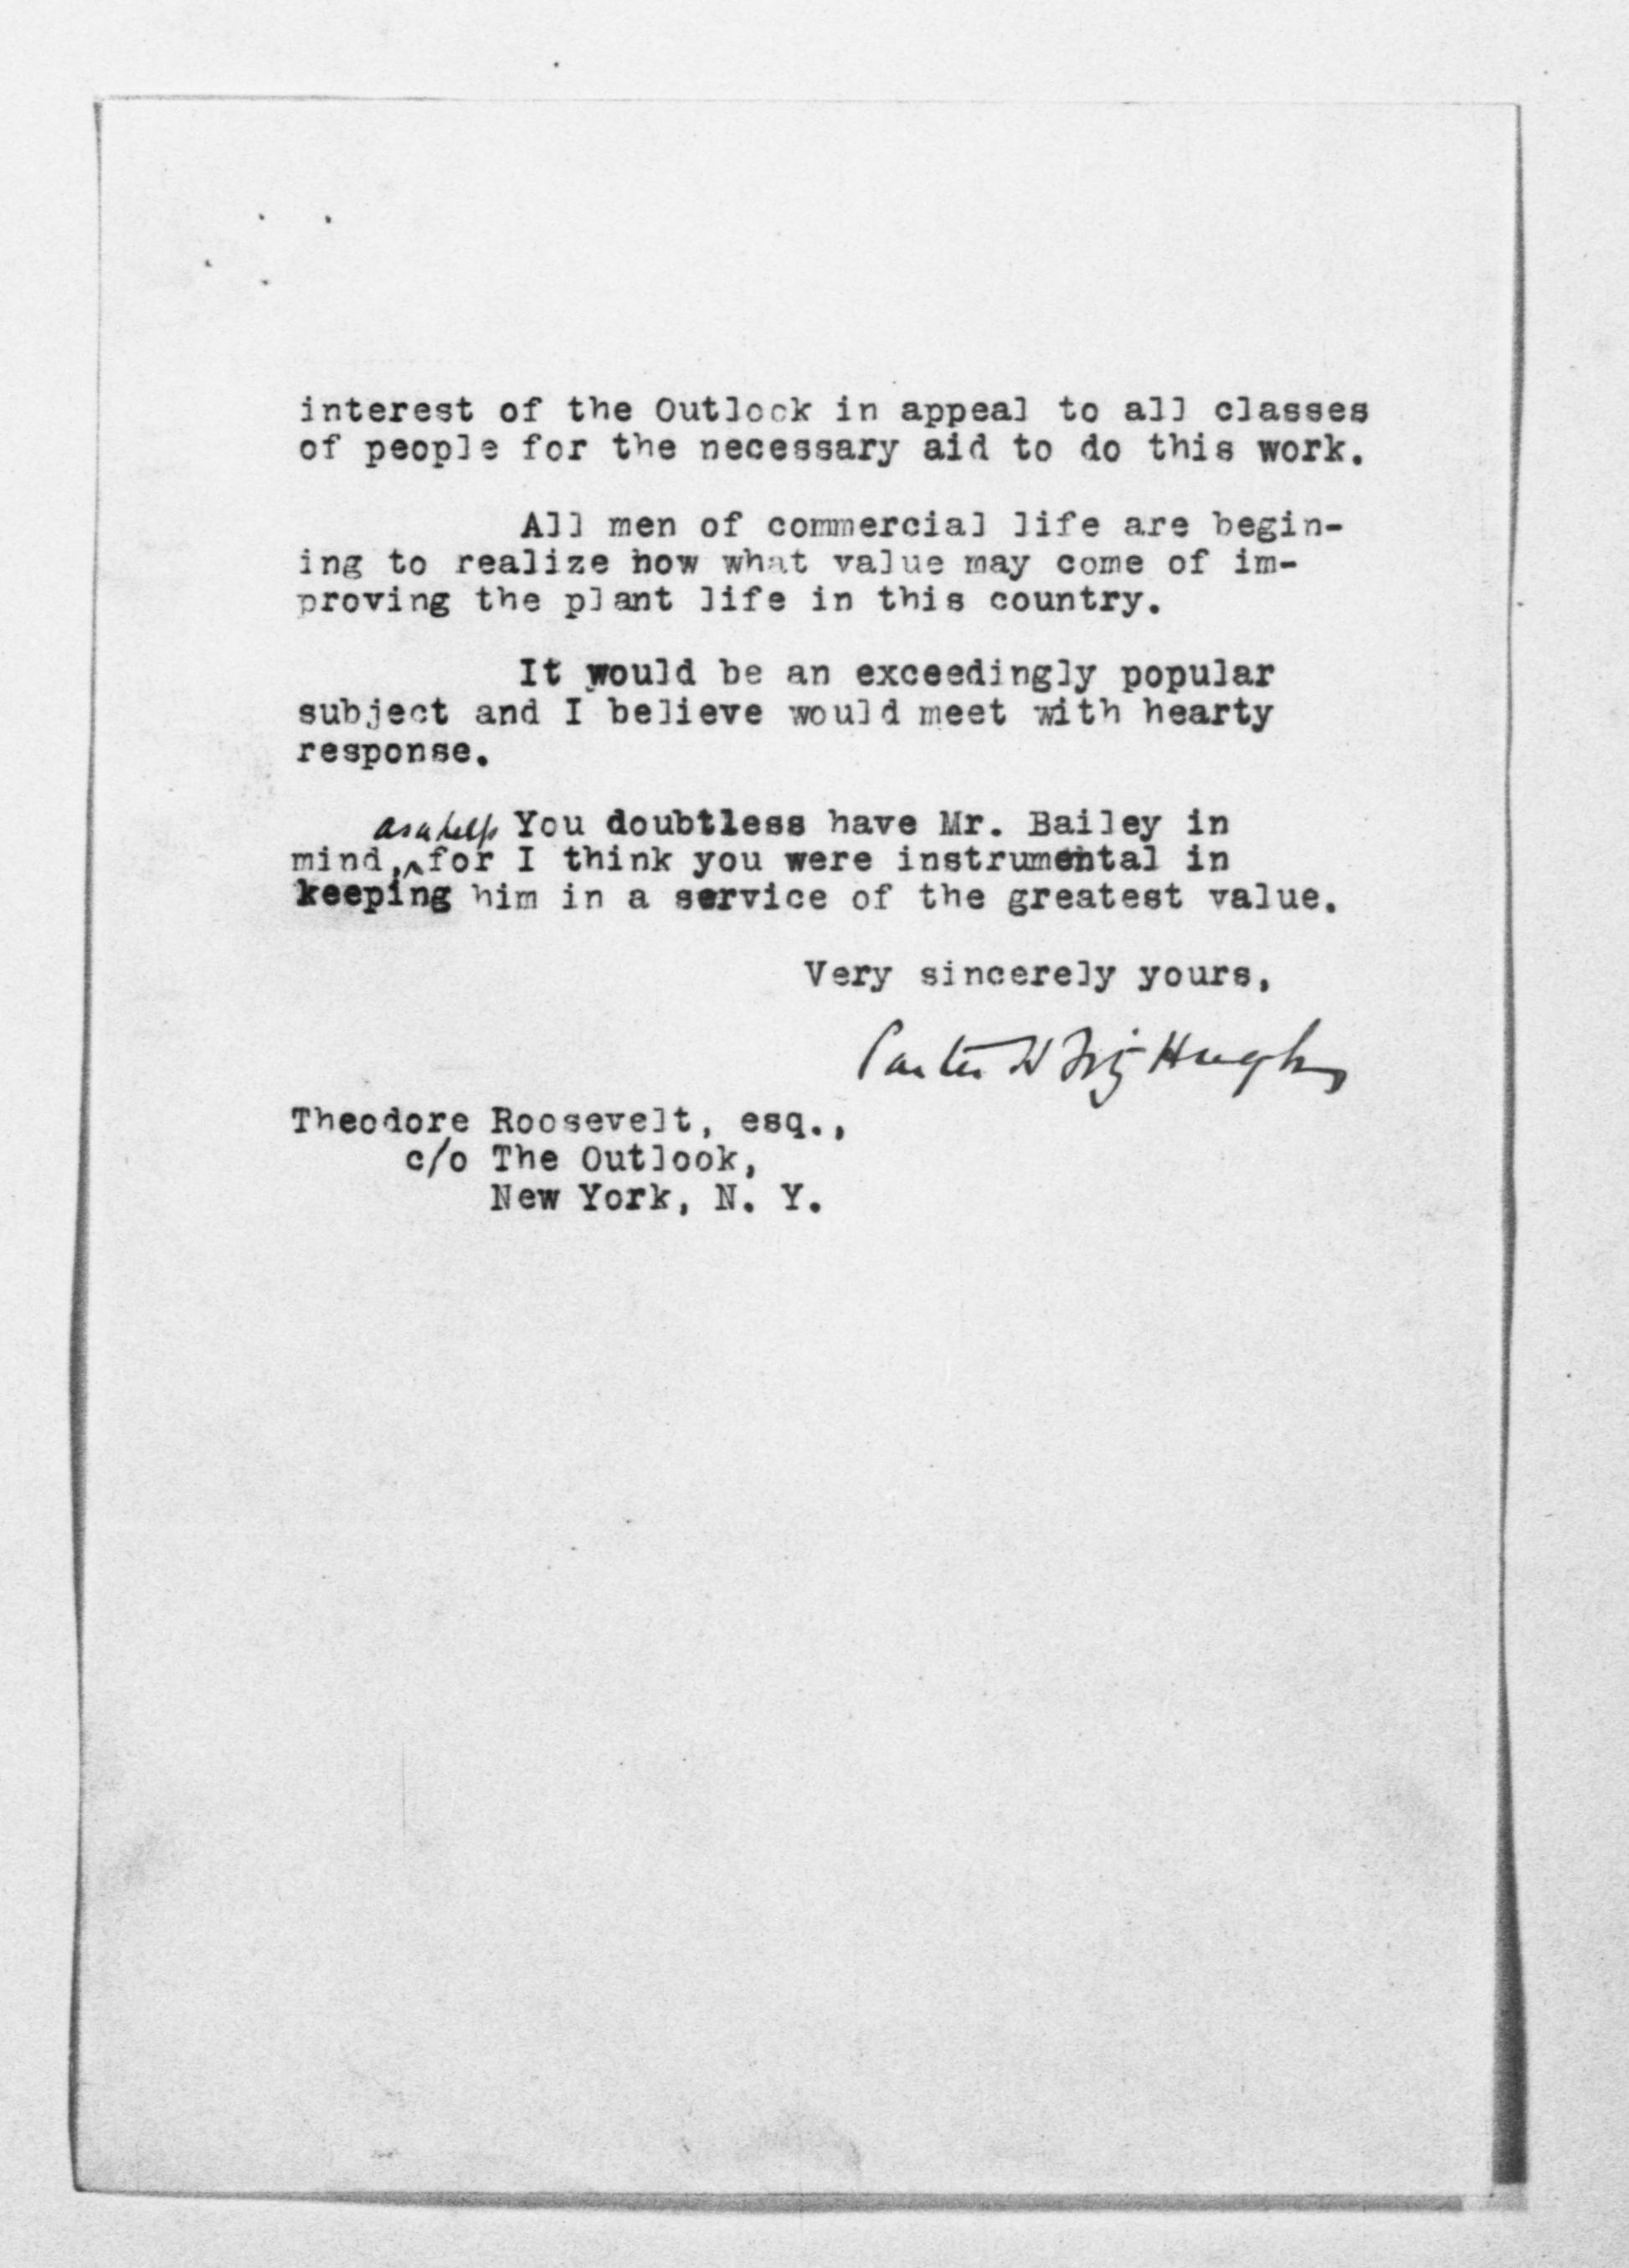 interest of the Outlook in appeal to all classes
of people for the necessary aid to do this work.
All men of commercial life are begin-
ing to realize how what value may come of im-
proving the plant life in this country.
It would be an exceedingly popular
subject and I believe would meet with hearty
response.
as a help You doubtless have Mr. Bailey in
mind,^for I think you were instrumental in
keeping him in a service of the greatest value.
Very sincerely yours,
Carter H FitzHugh
Theodore Roosevelt, esq.,
c/o The Outlook,
New York, N. Y.